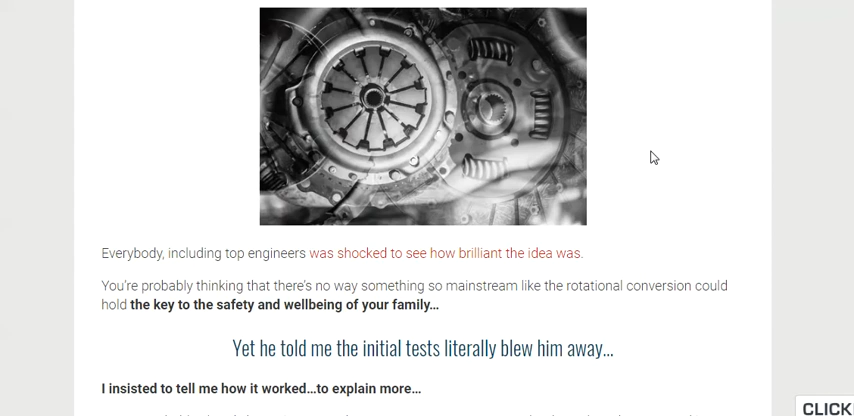 Everybody, including top engineers was shocked to see how brilliant the idea was.
You're probably thinking that there's no way something so mainstream like the rotational conversion could
hold the key to the safety and wellbeing of your family...
Yet he told me the initial tests literally blew him away...
I insisted to tell me how it worked...to explain more...
CLICK